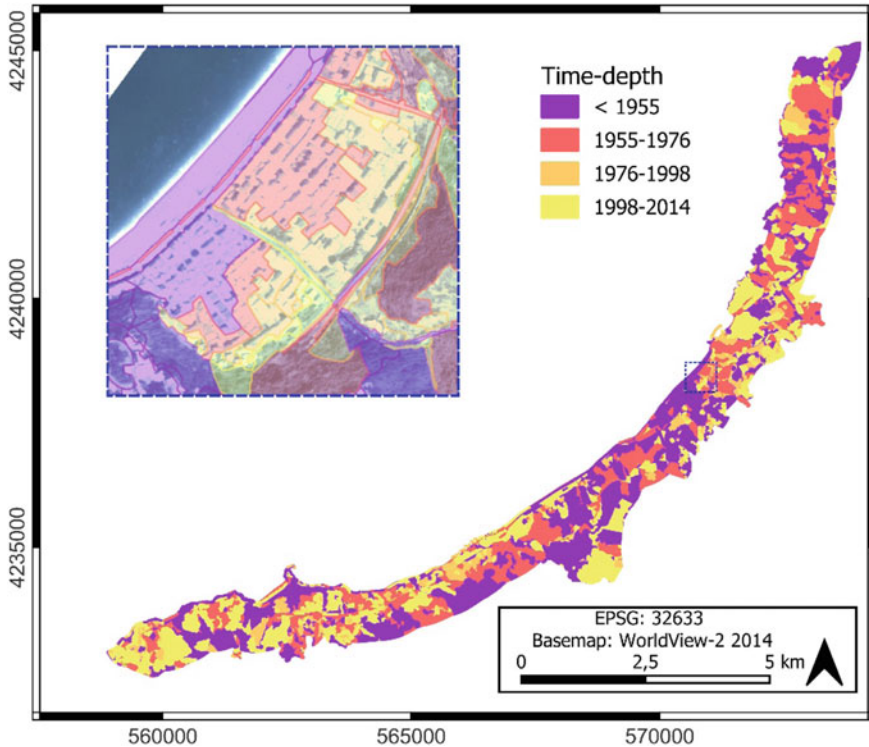 4245000
4240000
4235000
Time-depth
< 1955
1955-1976
1976-1998
1998-2014
EPSG: 32633
Basemap: WorldView-2 2014
0 2,5 5 km
560000 565000 570000